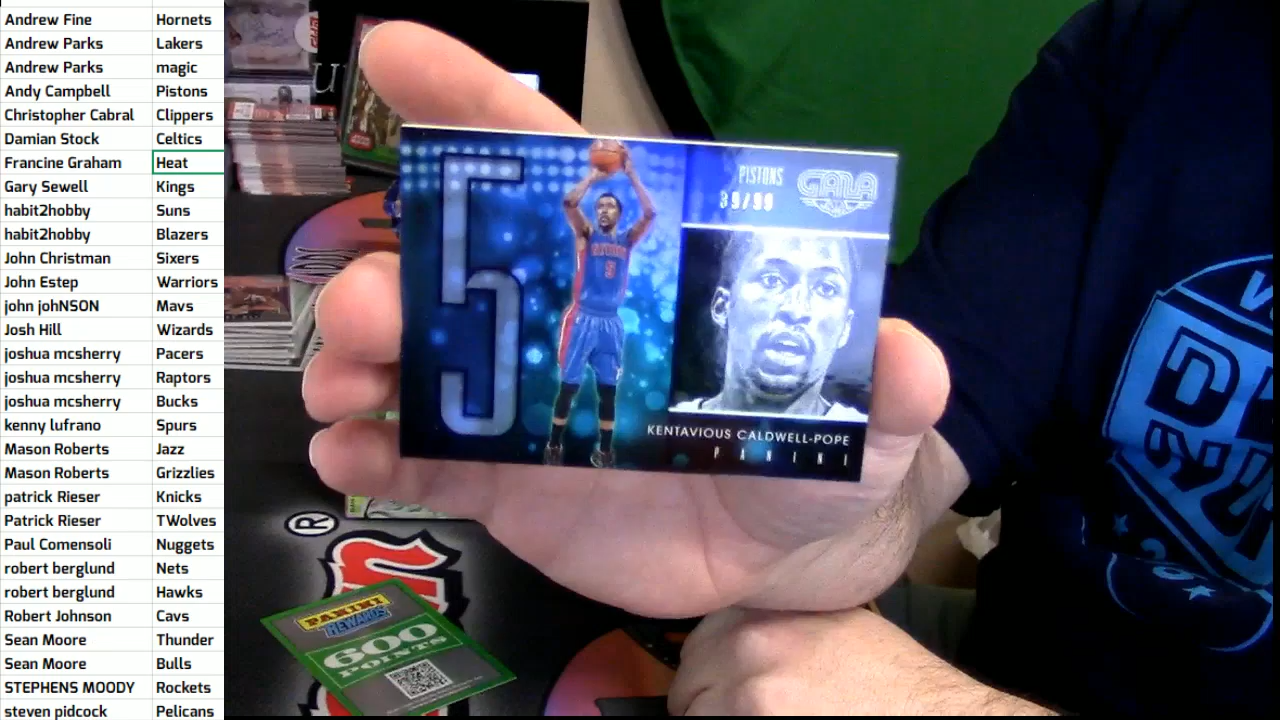 Andrew Fine Hornets
Andrew Parks Lakers
Andrew Parks magic
Andy Campbell Pistons
Christopher Cabral Clippers
Damian Stock Celtics
Francine Graham Heat
Gary Sewell Kings
habit2hobby Suns
habit2hobby Blazers
John Christman Sixers
John Estep Warriors
john johNSON Mavs
Josh Hill Wizards
joshua mcsherry Pacers
joshua mcsherry Raptors
joshua mcsherry Bucks
kenny lufrano Spurs
Mason Roberts Jazz
Mason Roberts Grizzlies
patrick Rieser Knicks
Patrick Rieser TWolves
Paul Comensoli Nuggets
robert berglund Nets
robert berglund Hawks
Robert Johnson Cavs
Sean Moore Thunder
Sean Moore Bulls
STEPHENS MOODY Rockets
steven pidcock Pelicans
5
PISTONS
39/99
GALA
KENTAVIOUS CALDWELL-POPE
PANINI
®
PANINI
REWARDS
600
POINTS